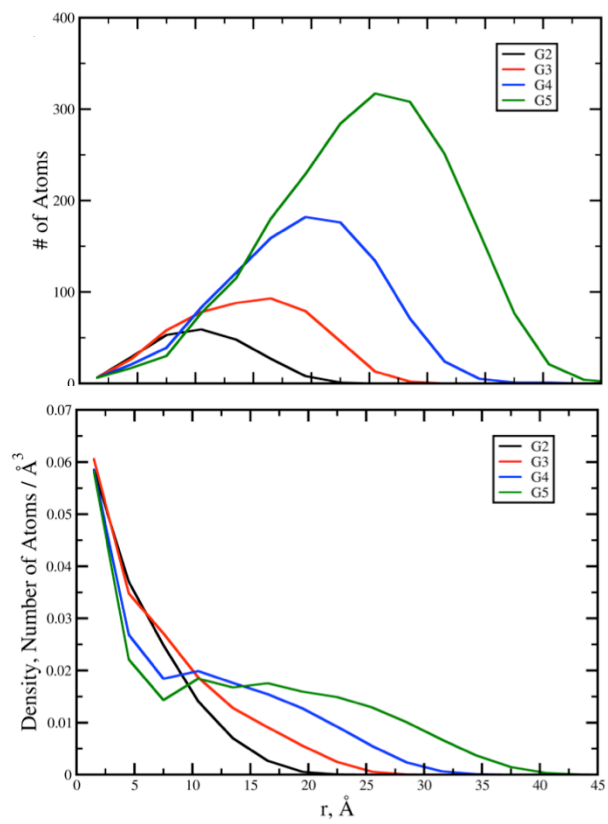 400
300
200
100
0
# of Atoms
G2
G3
G4
G5
0.07
0.06
0.05
0.04
0.03
0.02
0.01
0
Density, Number of Atoms / Å³
G2
G3
G4
G5
0 5 10 15 20 25 30 35 40 45
r, Å